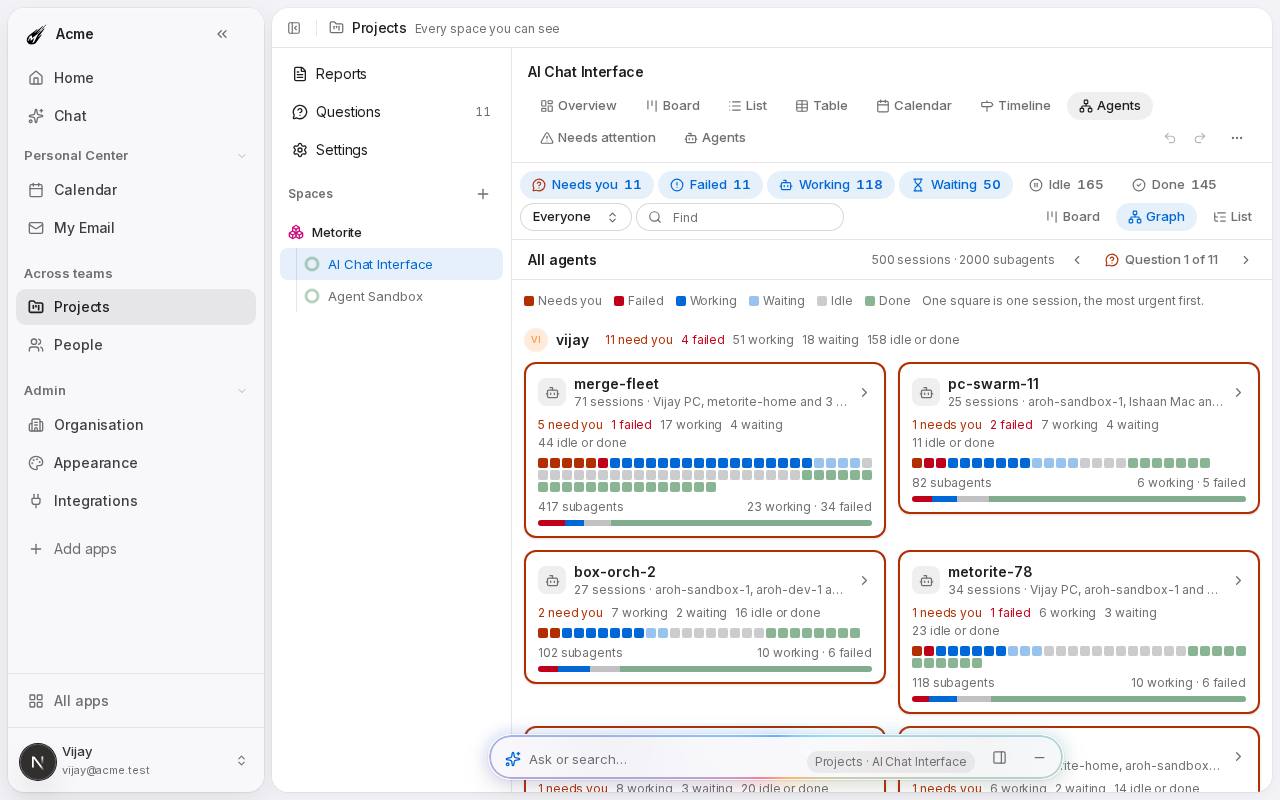 Acme
Home
Chat
Personal Center
Calendar
My Email
Across teams
Projects
People
Admin
Organisation
Appearance
Integrations
Add apps
All apps
Vijay
vijay@acme.test
Projects Every space you can see
Reports
Questions 11
Settings
Spaces
Metorite
AI Chat Interface
Agent Sandbox
AI Chat Interface
Overview Board List Table Calendar Timeline Agents
Needs attention Agents
Needs you 11 Failed 11 Working 118 Waiting 50 Idle 165 Done 145
Everyone Find Board Graph List
All agents 500 sessions · 2000 subagents Question 1 of 11
Needs you Failed Working Waiting Idle Done One square is one session, the most urgent first.
VI vijay 11 need you 4 failed 51 working 18 waiting 158 idle or done
merge-fleet
71 sessions · Vijay PC, metorite-home and 3 …
5 need you 1 failed 17 working 4 waiting
44 idle or done
417 subagents 23 working · 34 failed
pc-swarm-11
25 sessions · aroh-sandbox-1, Ishaan Mac an…
1 needs you 2 failed 7 working 4 waiting
11 idle or done
82 subagents 6 working · 5 failed
box-orch-2
27 sessions · aroh-sandbox-1, aroh-dev-1 a…
2 need you 7 working 2 waiting 16 idle or done
102 subagents 10 working · 6 failed
metorite-78
34 sessions · Vijay PC, aroh-sandbox-1 and …
1 needs you 1 failed 6 working 3 waiting
23 idle or done
118 subagents 10 working · 6 failed
Ask or search… Projects · AI Chat Interface
rite-home, aroh-sandbox…
1 needs you 8 working 3 waiting 20 idle or done
1 needs you 6 working 2 waiting 14 idle or done